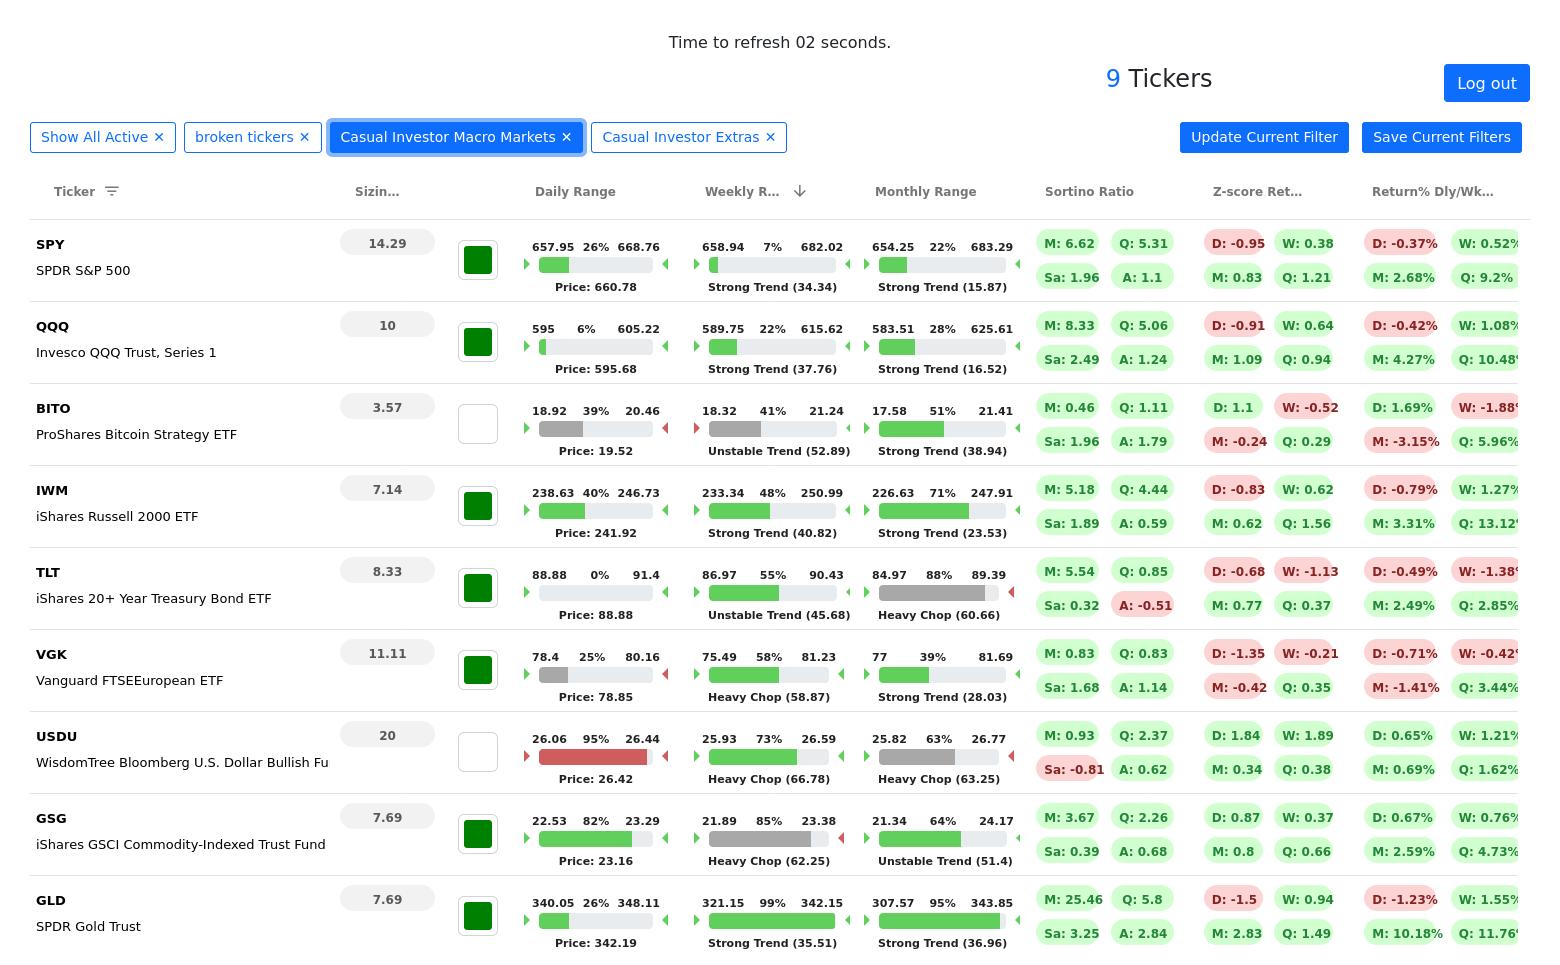 Time to refresh 02 seconds.
9 Tickers
Log out
Show All Active ✕ broken tickers ✕ Casual Investor Macro Markets ✕ Casual Investor Extras ✕ Update Current Filter Save Current Filters
Ticker Sizin... Daily Range Weekly R... Monthly Range Sortino Ratio Z-score Ret... Return% Dly/Wk...
SPY 14.29 657.95 26% 668.76 658.94 7% 682.02 654.25 22% 683.29 M: 6.62 Q: 5.31 D: -0.95 W: 0.38 D: -0.37% W: 0.52%
SPDR S&P 500 Price: 660.78 Strong Trend (34.34) Strong Trend (15.87) Sa: 1.96 A: 1.1 M: 0.83 Q: 1.21 M: 2.68% Q: 9.2%
QQQ 10 595 6% 605.22 589.75 22% 615.62 583.51 28% 625.61 M: 8.33 Q: 5.06 D: -0.91 W: 0.64 D: -0.42% W: 1.08%
Invesco QQQ Trust, Series 1 Price: 595.68 Strong Trend (37.76) Strong Trend (16.52) Sa: 2.49 A: 1.24 M: 1.09 Q: 0.94 M: 4.27% Q: 10.48%
BITO 3.57 18.92 39% 20.46 18.32 41% 21.24 17.58 51% 21.41 M: 0.46 Q: 1.11 D: 1.1 W: -0.52 D: 1.69% W: -1.88%
ProShares Bitcoin Strategy ETF Price: 19.52 Unstable Trend (52.89) Strong Trend (38.94) Sa: 1.96 A: 1.79 M: -0.24 Q: 0.29 M: -3.15% Q: 5.96%
IWM 7.14 238.63 40% 246.73 233.34 48% 250.99 226.63 71% 247.91 M: 5.18 Q: 4.44 D: -0.83 W: 0.62 D: -0.79% W: 1.27%
iShares Russell 2000 ETF Price: 241.92 Strong Trend (40.82) Strong Trend (23.53) Sa: 1.89 A: 0.59 M: 0.62 Q: 1.56 M: 3.31% Q: 13.12%
TLT 8.33 88.88 0% 91.4 86.97 55% 90.43 84.97 88% 89.39 M: 5.54 Q: 0.85 D: -0.68 W: -1.13 D: -0.49% W: -1.38%
iShares 20+ Year Treasury Bond ETF Price: 88.88 Unstable Trend (45.68) Heavy Chop (60.66) Sa: 0.32 A: -0.51 M: 0.77 Q: 0.37 M: 2.49% Q: 2.85%
VGK 11.11 78.4 25% 80.16 75.49 58% 81.23 77 39% 81.69 M: 0.83 Q: 0.83 D: -1.35 W: -0.21 D: -0.71% W: -0.42%
Vanguard FTSEEuropean ETF Price: 78.85 Heavy Chop (58.87) Strong Trend (28.03) Sa: 1.68 A: 1.14 M: -0.42 Q: 0.35 M: -1.41% Q: 3.44%
USDU 20 26.06 95% 26.44 25.93 73% 26.59 25.82 63% 26.77 M: 0.93 Q: 2.37 D: 1.84 W: 1.89 D: 0.65% W: 1.21%
WisdomTree Bloomberg U.S. Dollar Bullish Fu Price: 26.42 Heavy Chop (66.78) Heavy Chop (63.25) Sa: -0.81 A: 0.62 M: 0.34 Q: 0.38 M: 0.69% Q: 1.62%
GSG 7.69 22.53 82% 23.29 21.89 85% 23.38 21.34 64% 24.17 M: 3.67 Q: 2.26 D: 0.87 W: 0.37 D: 0.67% W: 0.76%
iShares GSCI Commodity-Indexed Trust Fund Price: 23.16 Heavy Chop (62.25) Unstable Trend (51.4) Sa: 0.39 A: 0.68 M: 0.8 Q: 0.66 M: 2.59% Q: 4.73%
GLD 7.69 340.05 26% 348.11 321.15 99% 342.15 307.57 95% 343.85 M: 25.46 Q: 5.8 D: -1.5 W: 0.94 D: -1.23% W: 1.55%
SPDR Gold Trust Price: 342.19 Strong Trend (35.51) Strong Trend (36.96) Sa: 3.25 A: 2.84 M: 2.83 Q: 1.49 M: 10.18% Q: 11.76%